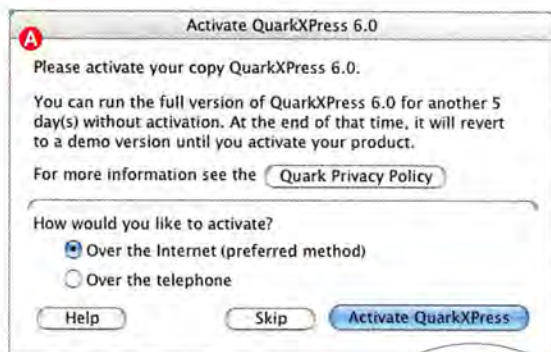 Activate QuarkXPress 6.0
A
Please activate your copy QuarkXPress 6.0.
You can run the full version of QuarkXPress 6.0 for another 5
day(s) without activation. At the end of that time, it will revert
to a demo version until you activate your product.
For more information see the Quark Privacy Policy
How would you like to activate?
Over the Internet (preferred method)
Over the telephone
Help Skip Activate QuarkXPress